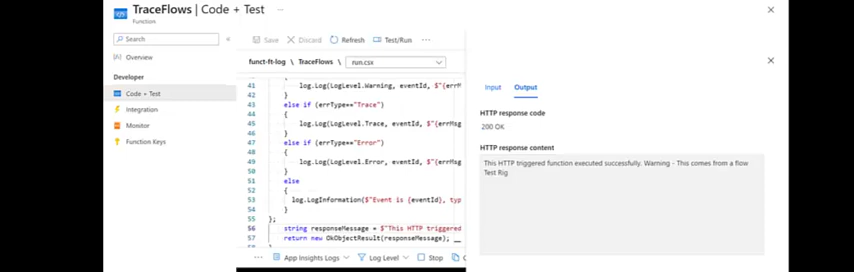 TraceFlows | Code + Test
Function
Search
Overview
Developer
Code + Test
Integration
Monitor
Function Keys
Save Discard Refresh Test/Run
funct-ft-log \ TraceFlows \ run.csx
41 log.Log(LogLevel.Warning, eventId, $"(errM
42 }
43 else if (errType=="Trace")
44 {
45 log.Log(LogLevel.Trace, eventId, $"(errMsg
46 }
47 else if (errType=="Error")
48 {
49 log.Log(LogLevel.Error, eventId, $"(errMsg
50 }
51 else
52 {
53 log.LogInformation($"Event is {eventId}, typ
54 }
55 };
56 string responseMessage = $"This HTTP triggered
57 return new OkObjectResult(responseMessage);
App Insights Logs Log Level Stop
Input Output
HTTP response code
200 OK
HTTP response content
This HTTP triggered function executed successfully. Warning - This comes from a flow
Test Rig